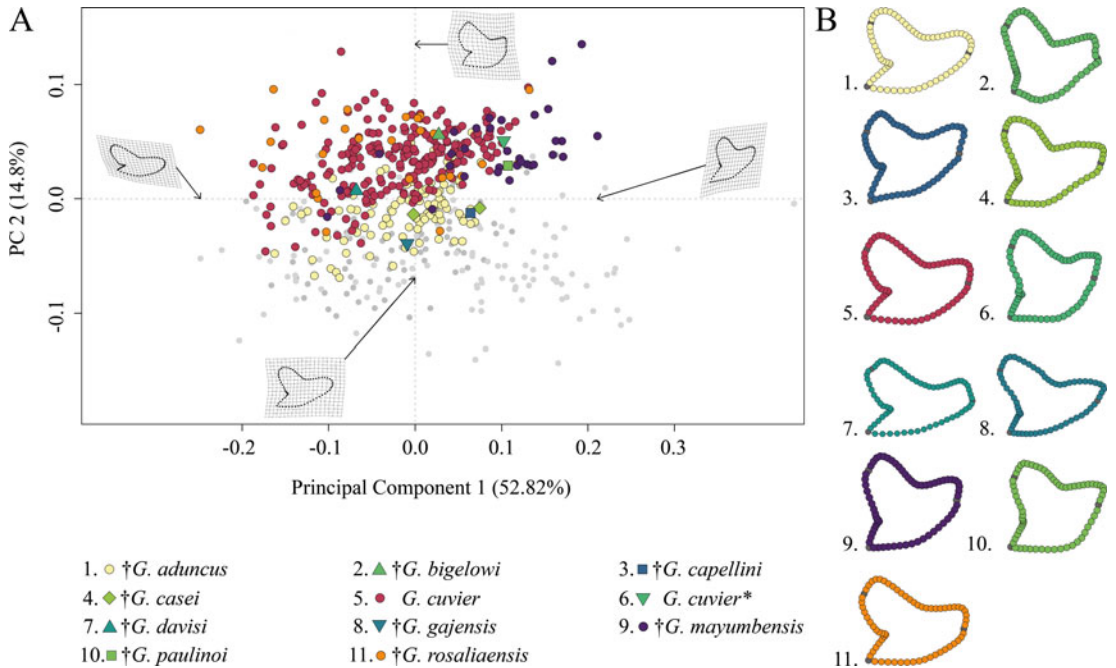 A
B
0.1
0.0
-0.1
PC 2 (14.8%)
-0.2
-0.1
0.0
0.1
0.2
0.3
Principal Component 1 (52.82%)
1.
2.
3.
4.
5.
6.
7.
8.
9.
10.
11.
1. †G. aduncus
2. †G. bigelowi
3. †G. capellini
4. †G. casei
5. G. cuvier
6. G. cuvier*
7. †G. davisi
8. †G. gajensis
9. †G. mayumbensis
10. †G. paulinoi
11. †G. rosaliaensis